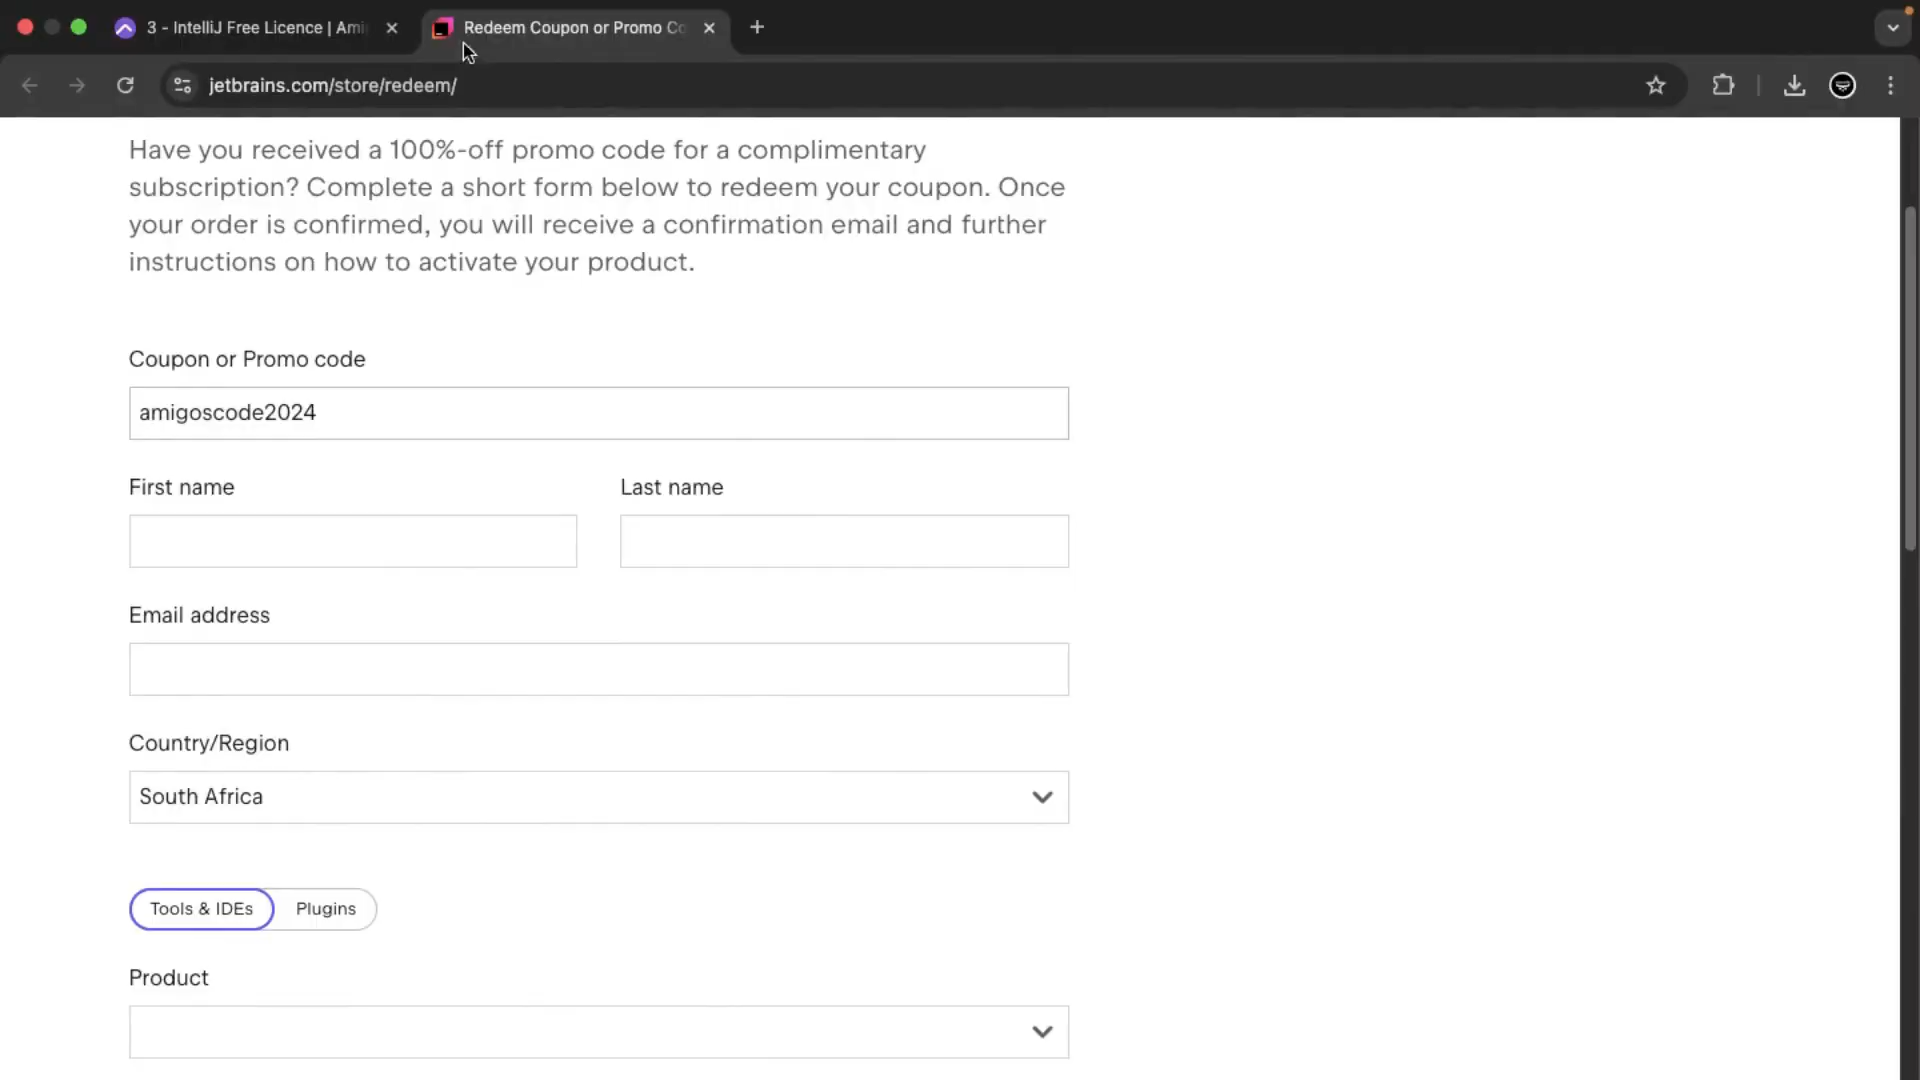 3 - IntelliJ Free Licence | Ami
Redeem Coupon or Promo Co
jetbrains.com/store/redeem/
Have you received a 100%-off promo code for a complimentary
subscription? Complete a short form below to redeem your coupon. Once
your order is confirmed, you will receive a confirmation email and further
instructions on how to activate your product.
Coupon or Promo code
amigoscode2024
First name
Last name
Email address
Country/Region
South Africa
Tools & IDEs
Plugins
Product